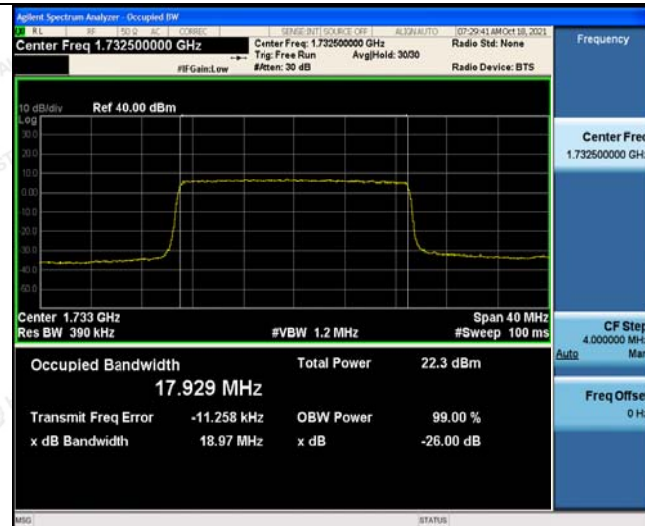 Agilent Spectrum Analyzer - Occupied BW
RL RF 50 Ω AC CORREC SENSE:INT SOURCE OFF ALIGN AUTO 07:29:41 AM Oct 18, 2021
Center Freq 1.732500000 GHz Center Freq: 1.732500000 GHz Radio Std: None
Trig: Free Run Avg|Hold: 30/30
#IFGain:Low #Atten: 30 dB Radio Device: BTS
Frequency
10 dB/div Ref 40.00 dBm
Log
30.0
20.0
10.0
0.00
-10.0
-20.0
-30.0
-40.0
-50.0
Center Freq
1.732500000 GHz
Center 1.733 GHz Span 40 MHz
Res BW 390 kHz #VBW 1.2 MHz #Sweep 100 ms
CF Step
4.000000 MHz
Auto Man
Occupied Bandwidth Total Power 22.3 dBm
17.929 MHz
Transmit Freq Error -11.258 kHz OBW Power 99.00 %
x dB Bandwidth 18.97 MHz x dB -26.00 dB
Freq Offset
0 Hz
MSG STATUS